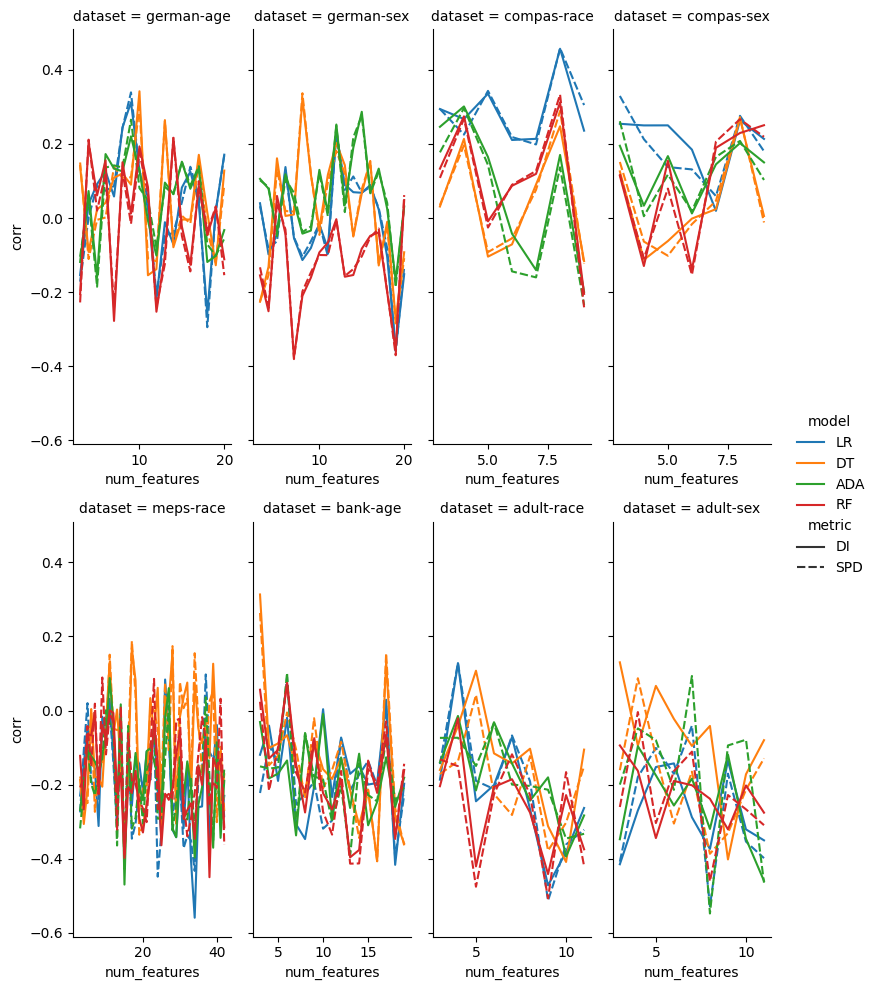 dataset = german-age dataset = german-sex dataset = compas-race dataset = compas-sex
0.4
0.2
0.0
−0.2
−0.4
−0.6
corr
10 20 10 20 5.0 7.5 5.0 7.5
num_features num_features num_features num_features
model
LR
DT
ADA
RF
metric
DI
SPD
dataset = meps-race dataset = bank-age dataset = adult-race dataset = adult-sex
0.4
0.2
0.0
−0.2
−0.4
−0.6
corr
20 40 5 10 15 5 10 5 10
num_features num_features num_features num_features